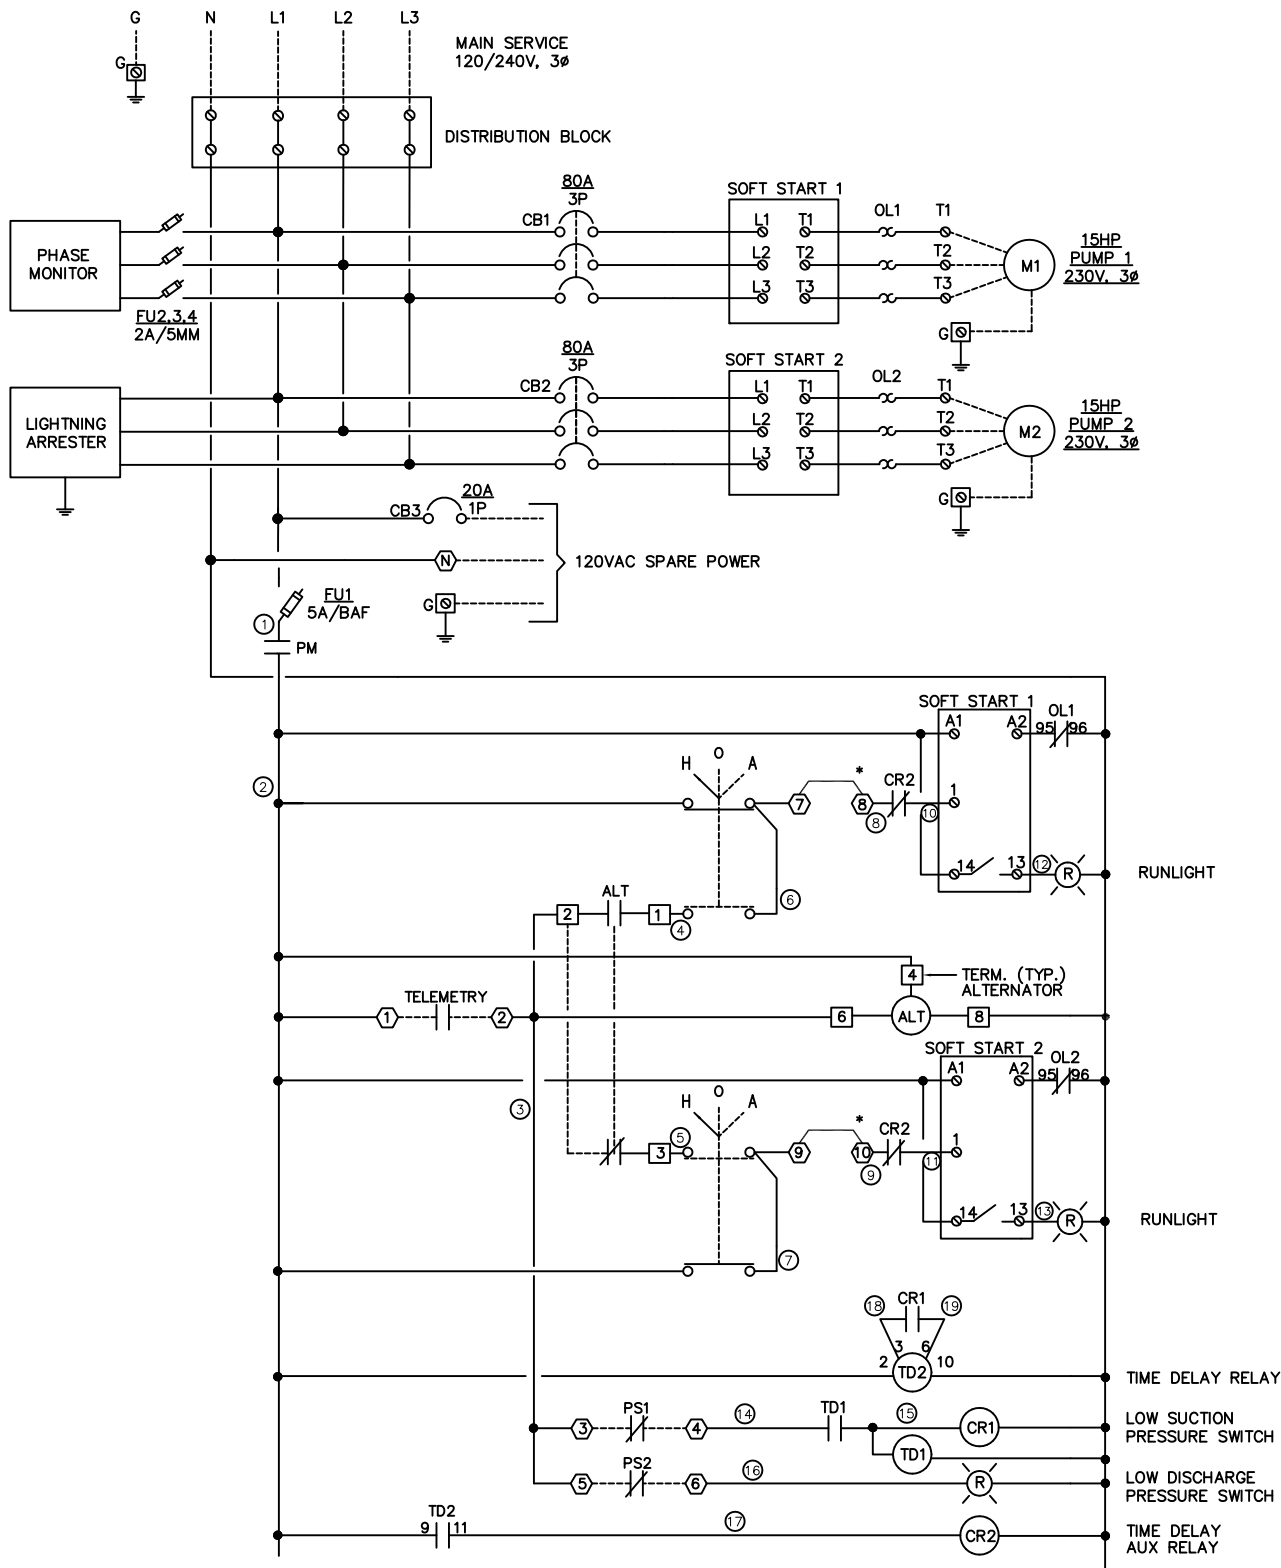 G N L1 L2 L3
MAIN SERVICE
120/240V, 3ø
G
DISTRIBUTION BLOCK
80A
3P
CB1
SOFT START 1
L1 T1
L2 T2
L3 T3
OL1 T1
T2
T3
M1
15HP
PUMP 1
230V, 3ø
G
PHASE
MONITOR
FU2,3,4
2A/5MM
80A
3P
CB2
SOFT START 2
L1 T1
L2 T2
L3 T3
OL2 T1
T2
T3
M2
15HP
PUMP 2
230V, 3ø
G
LIGHTNING
ARRESTER
CB3
20A
1P
N
120VAC SPARE POWER
G
FU1
5A/BAF
1
PM
SOFT START 1
A1 A2
OL1
95 96
H O A
*
2
7 8
8
CR2
10
1
14 13
12
R
RUNLIGHT
6
ALT
2 1
4
4
TERM. (TYP.)
ALTERNATOR
TELEMETRY
1 2
6 ALT 8
SOFT START 2
A1 A2
OL2
95 96
3
H O A
*
5
3
9 10
9
CR2
11
1
14 13
13
R
RUNLIGHT
7
18 CR1 19
3 6
2 TD2 10
TIME DELAY RELAY
PS1
3 4
14
TD1
15
CR1
LOW SUCTION
PRESSURE SWITCH
TD1
PS2
5 6
16
R
LOW DISCHARGE
PRESSURE SWITCH
TD2
9 11
17
CR2
TIME DELAY
AUX RELAY